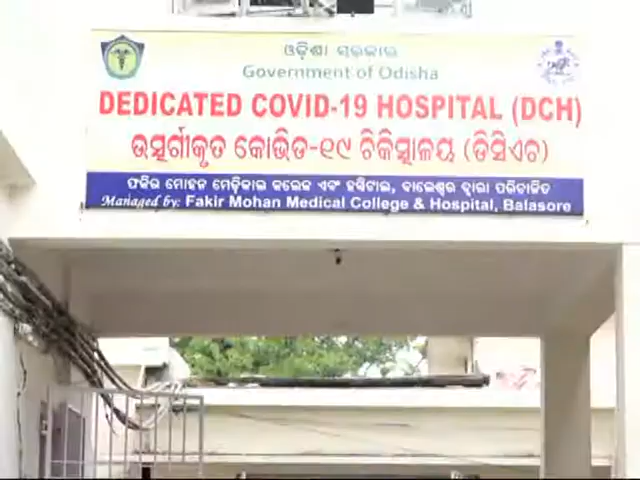 ଓଡ଼ିଶା ସରକାର
Government of Odisha
DEDICATED COVID-19 HOSPITAL (DCH)
ଉତ୍ସର୍ଗୀକୃତ କୋଭିଡ-୧୯ ଚିକିତ୍ସାଳୟ (ଡିସିଏଚ)
ଫକିର ମୋହନ ମେଡ଼ିକାଲ କଲେଜ ଏବଂ ହସ୍ପିଟାଲ, ବାଲେଶ୍ୱର ଦ୍ୱାରା ପରିଚାଳିତ
Managed by: Fakir Mohan Medical College & Hospital, Balasore